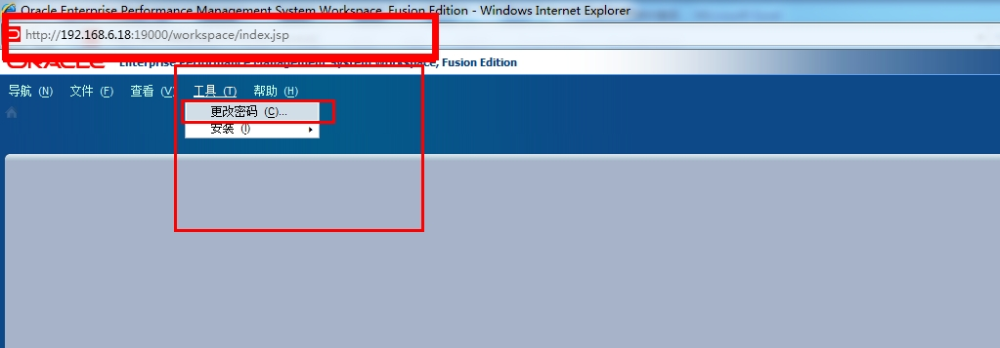 Oracle Enterprise Performance Management System Workspace, Fusion Edition - Windows Internet Explorer
http://192.168.6.18:19000/workspace/index.jsp
ORACLE Enterprise Performance Management System Workspace, Fusion Edition
导航 (N) 文件 (F) 查看 (V) 工具 (T) 帮助 (H)
更改密码 (C)...
安装 (I)